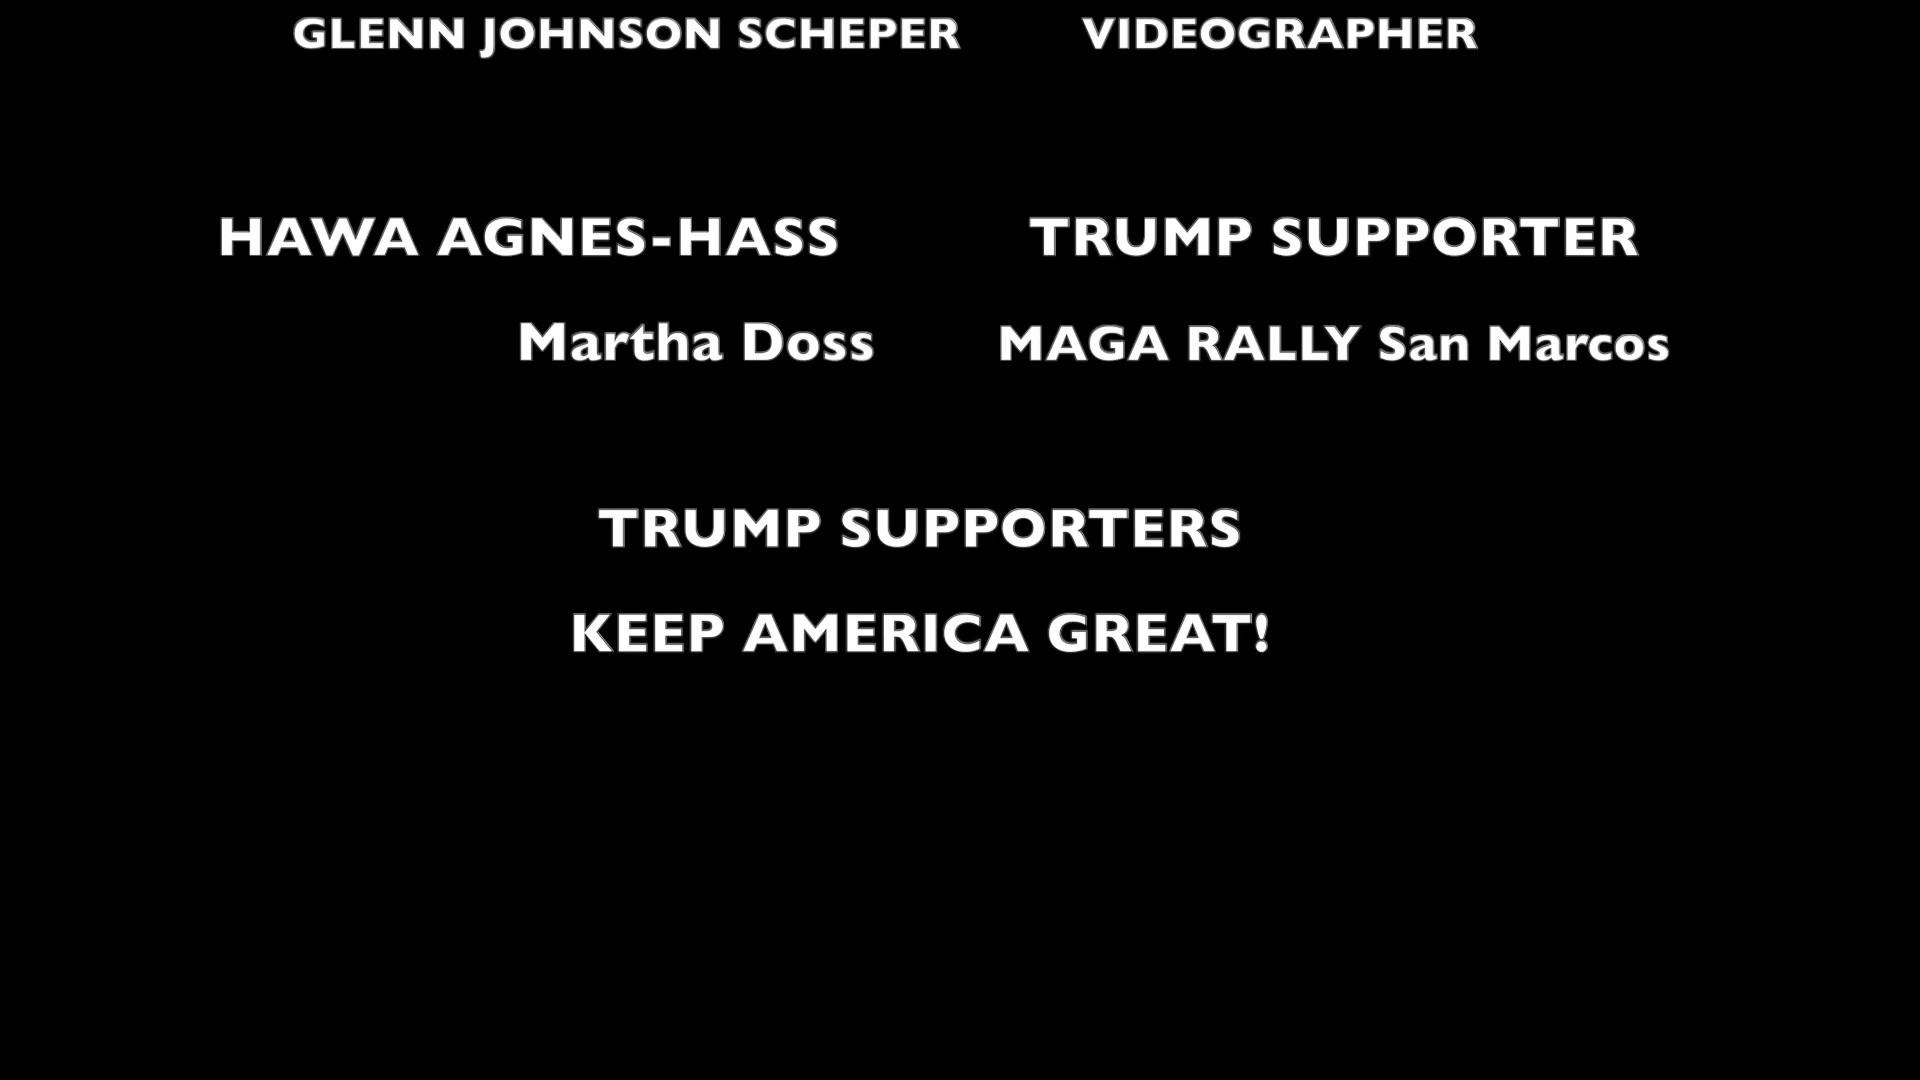 GLENN JOHNSON SCHEPER VIDEOGRAPHER
HAWA AGNES-HASS TRUMP SUPPORTER
Martha Doss MAGA RALLY San Marcos
TRUMP SUPPORTERS
KEEP AMERICA GREAT!